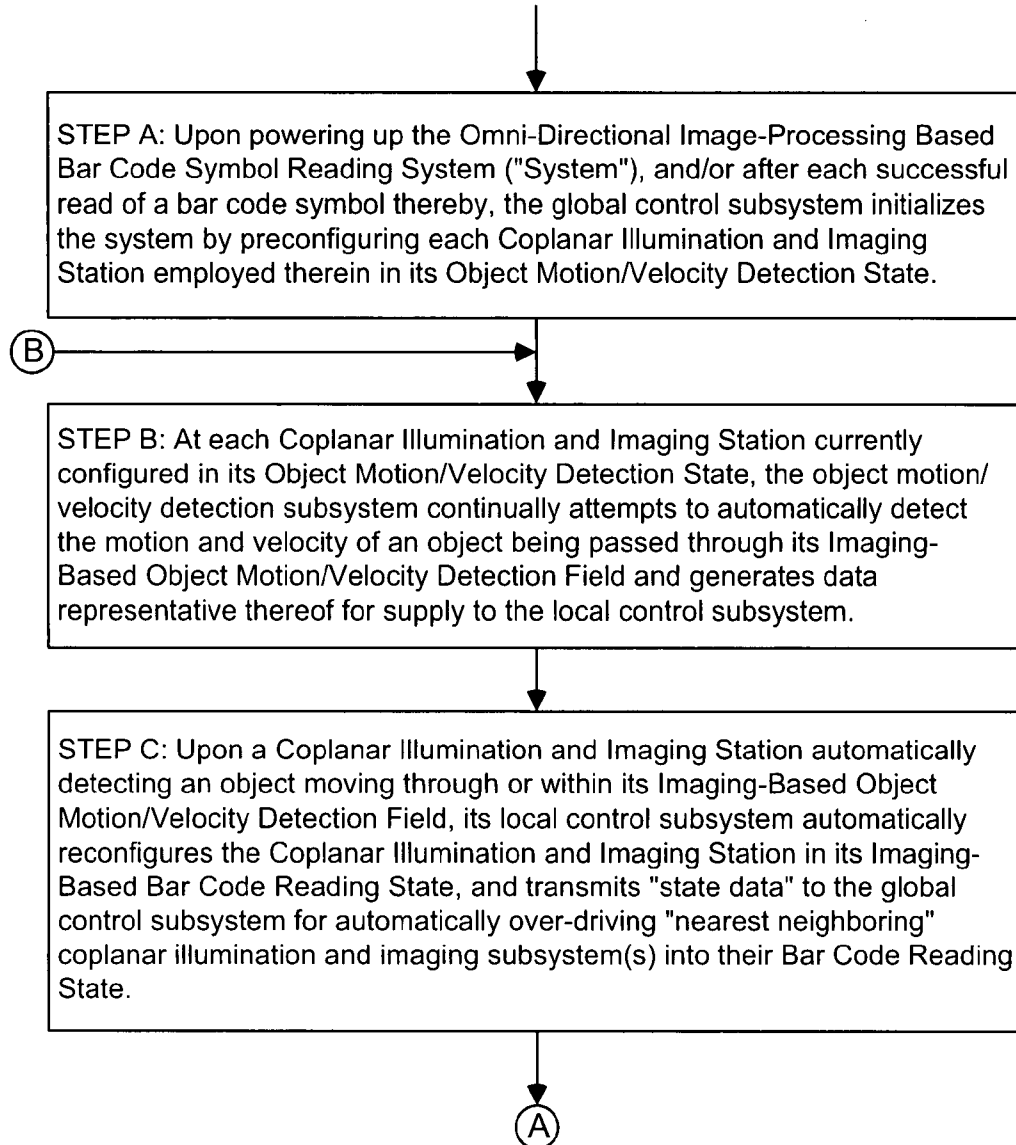 STEP A: Upon powering up the Omni-Directional Image-Processing Based
Bar Code Symbol Reading System ("System"), and/or after each successful
read of a bar code symbol thereby, the global control subsystem initializes
the system by preconfiguring each Coplanar Illumination and Imaging
Station employed therein in its Object Motion/Velocity Detection State.
B
STEP B: At each Coplanar Illumination and Imaging Station currently
configured in its Object Motion/Velocity Detection State, the object motion/
velocity detection subsystem continually attempts to automatically detect
the motion and velocity of an object being passed through its Imaging-
Based Object Motion/Velocity Detection Field and generates data
representative thereof for supply to the local control subsystem.
STEP C: Upon a Coplanar Illumination and Imaging Station automatically
detecting an object moving through or within its Imaging-Based Object
Motion/Velocity Detection Field, its local control subsystem automatically
reconfigures the Coplanar Illumination and Imaging Station in its Imaging-
Based Bar Code Reading State, and transmits "state data" to the global
control subsystem for automatically over-driving "nearest neighboring"
coplanar illumination and imaging subsystem(s) into their Bar Code Reading
State.
A